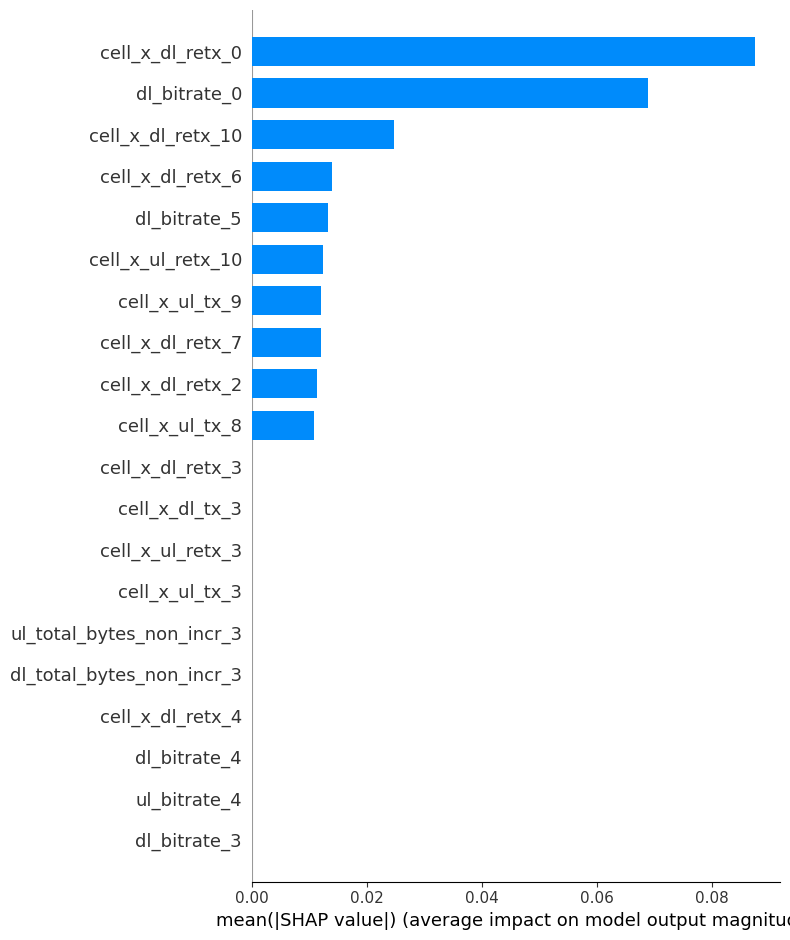 cell_x_dl_retx_0
dl_bitrate_0
cell_x_dl_retx_10
cell_x_dl_retx_6
dl_bitrate_5
cell_x_ul_retx_10
cell_x_ul_tx_9
cell_x_dl_retx_7
cell_x_dl_retx_2
cell_x_ul_tx_8
cell_x_dl_retx_3
cell_x_dl_tx_3
cell_x_ul_retx_3
cell_x_ul_tx_3
ul_total_bytes_non_incr_3
dl_total_bytes_non_incr_3
cell_x_dl_retx_4
dl_bitrate_4
ul_bitrate_4
dl_bitrate_3
0.00 0.02 0.04 0.06 0.08
mean(|SHAP value|) (average impact on model output magnitud